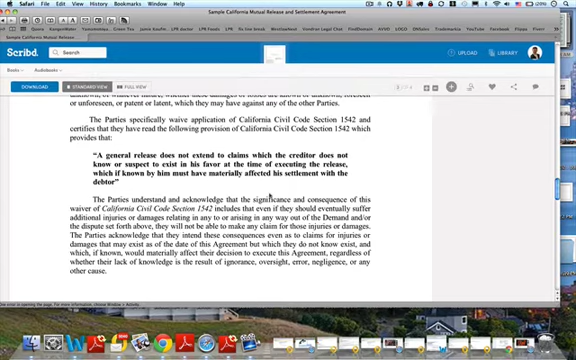 Safari File Edit View History Bookmarks Window Help
Sample California Mutual Release and Settlement Agreement
Sample California Mutual Release...
Scribd.
Search
UPLOAD
LIBRARY
Books
Audiobooks
DOWNLOAD
STANDARD VIEW
FULL VIEW
or unforeseen, or patent or latent, which they may have against any of the other Parties.
The Parties specifically waive application of California Civil Code Section 1542 and
certifies that they have read the following provision of California Civil Code Section 1542 which
provides that:
“A general release does not extend to claims which the creditor does not
know or suspect to exist in his favor at the time of executing the release,
which if known by him must have materially affected his settlement with the
debtor”
The Parties understand and acknowledge that the significance and consequence of this
waiver of California Civil Code Section 1542 includes that even if they should eventually suffer
additional injuries or damages relating in any to or arising in any way out of the Demand and/or
the dispute set forth above, they will not be able to make any claim for those injuries or damages.
The Parties acknowledge that they intend these consequences even as to claims for injuries or
damages that may exist as of the date of this Agreement but which they do not know exist, and
which, if known, would materially affect their decision to execute this Agreement, regardless of
whether their lack of knowledge is the result of ignorance, oversight, error, negligence, or any
other cause.